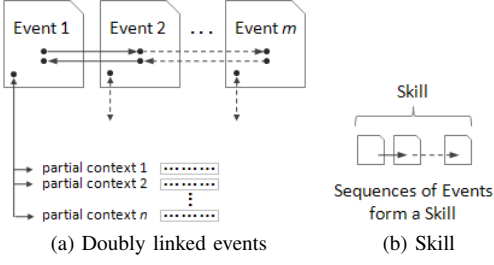 Event 1
Event 2
...
Event m
partial context 1
partial context 2
partial context n
(a) Doubly linked events
Skill
Sequences of Events
form a Skill
(b) Skill